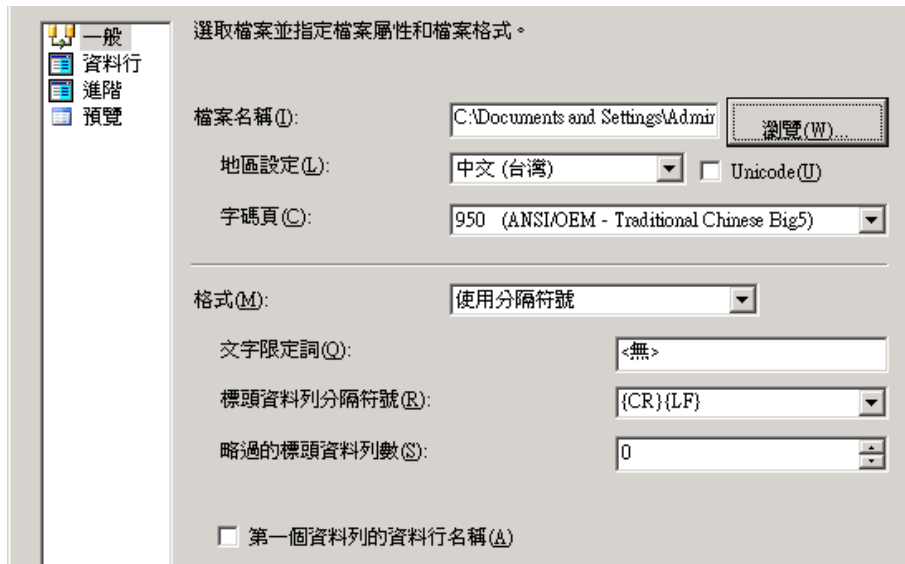 一般
資料行
進階
預覽
選取檔案並指定檔案屬性和檔案格式。
檔案名稱(I):
C:\Documents and Settings\Admir
瀏覽(W)...
地區設定(L):
中文 (台灣)
Unicode(U)
字碼頁(C):
950 (ANSI/OEM - Traditional Chinese Big5)
格式(M):
使用分隔符號
文字限定詞(Q):
<無>
標頭資料列分隔符號(R):
{CR}{LF}
略過的標頭資料列數(S):
0
第一個資料列的資料行名稱(A)